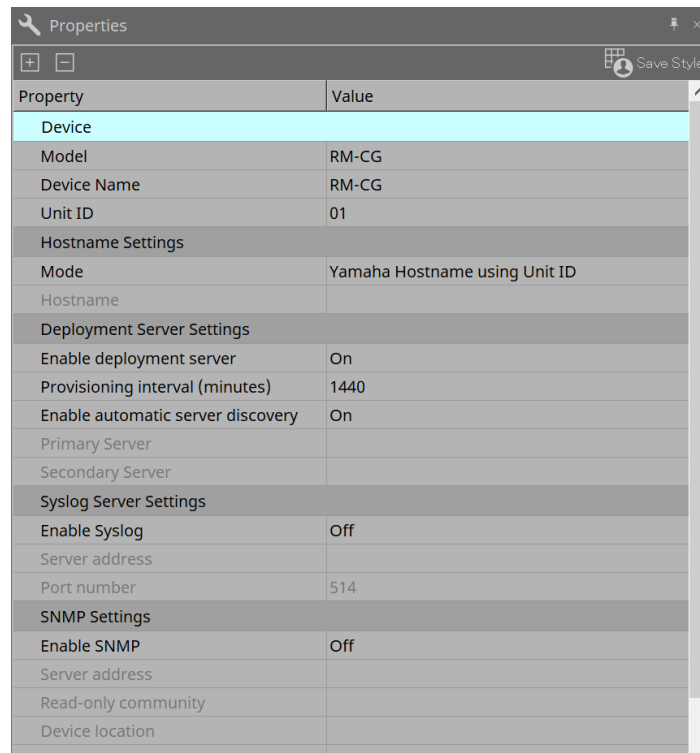 Properties
Save Style
Property Value
Device
Model RM-CG
Device Name RM-CG
Unit ID 01
Hostname Settings
Mode Yamaha Hostname using Unit ID
Hostname
Deployment Server Settings
Enable deployment server On
Provisioning interval (minutes) 1440
Enable automatic server discovery On
Primary Server
Secondary Server
Syslog Server Settings
Enable Syslog Off
Server address
Port number 514
SNMP Settings
Enable SNMP Off
Server address
Read-only community
Device location